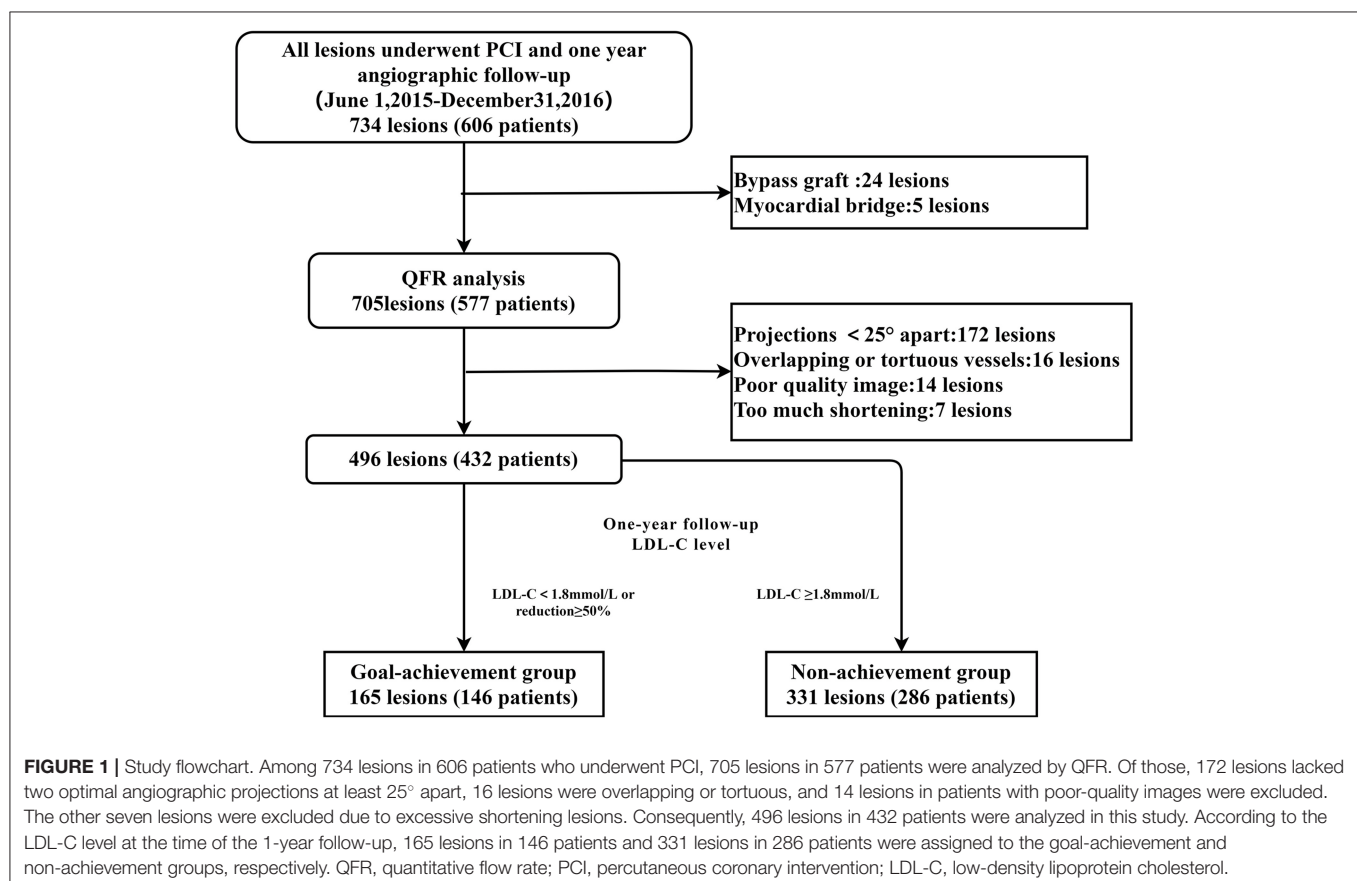 All lesions underwent PCI and one year
angiographic follow-up
(June 1,2015-December31,2016)
734 lesions (606 patients)
Bypass graft :24 lesions
Myocardial bridge:5 lesions
QFR analysis
705lesions (577 patients)
Projections < 25° apart:172 lesions
Overlapping or tortuous vessels:16 lesions
Poor quality image:14 lesions
Too much shortening:7 lesions
496 lesions (432 patients)
One-year follow-up
LDL-C level
LDL-C < 1.8mmol/L or
reduction≥50%
LDL-C ≥1.8mmol/L
Goal-achievement group
165 lesions (146 patients)
Non-achievement group
331 lesions (286 patients)
FIGURE 1 | Study flowchart. Among 734 lesions in 606 patients who underwent PCI, 705 lesions in 577 patients were analyzed by QFR. Of those, 172 lesions lacked
two optimal angiographic projections at least 25° apart, 16 lesions were overlapping or tortuous, and 14 lesions in patients with poor-quality images were excluded.
The other seven lesions were excluded due to excessive shortening lesions. Consequently, 496 lesions in 432 patients were analyzed in this study. According to the
LDL-C level at the time of the 1-year follow-up, 165 lesions in 146 patients and 331 lesions in 286 patients were assigned to the goal-achievement and
non-achievement groups, respectively. QFR, quantitative flow rate; PCI, percutaneous coronary intervention; LDL-C, low-density lipoprotein cholesterol.